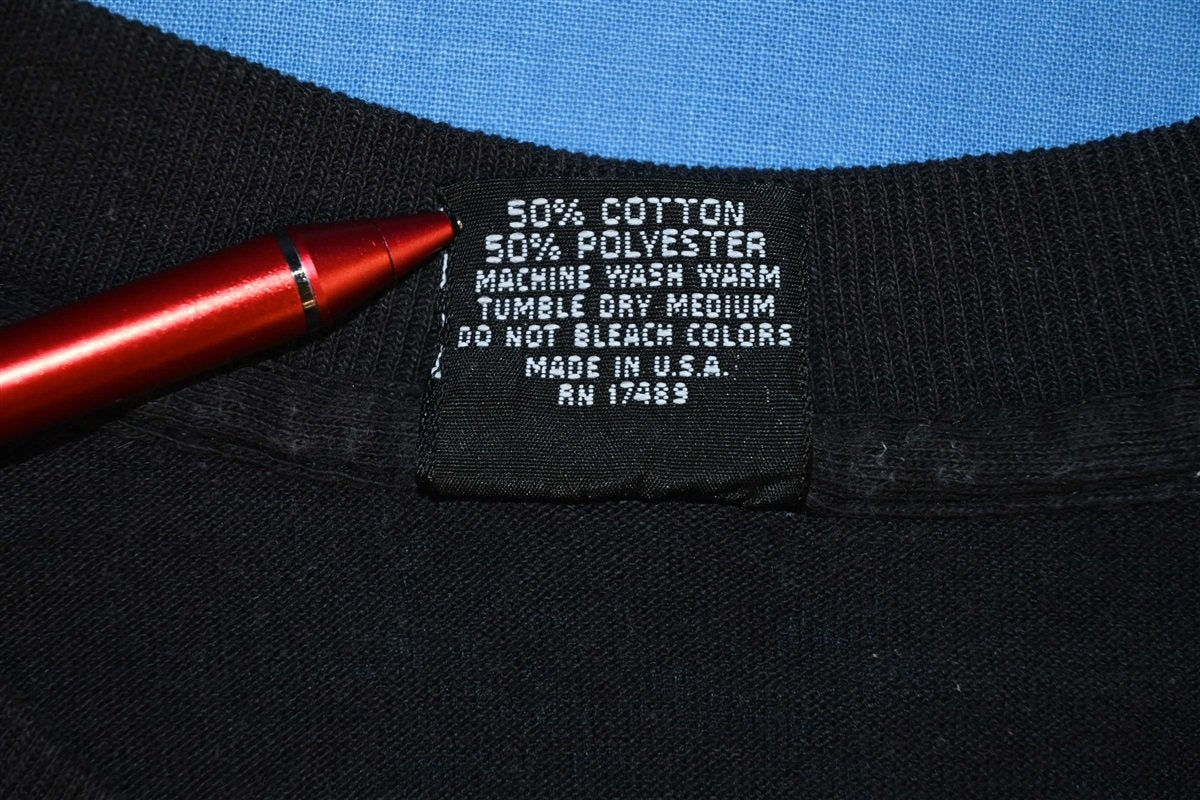 50% COTTON
50% POLYESTER
MACHINE WASH WARM
TUMBLE DRY MEDIUM
DO NOT BLEACH COLORS
MADE IN U.S.A.
RN 17489